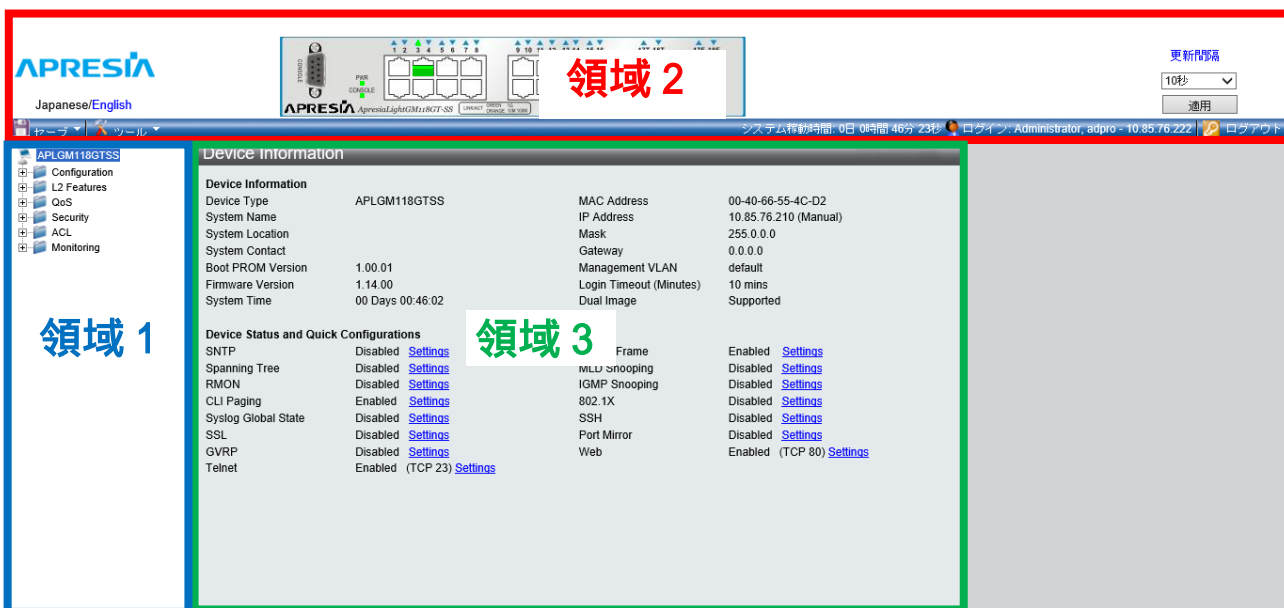 APRESIA
Japanese/English
CONSOLE
PWR
CONSOLE
1 2 3 4 5 6 7 8
9 10
APRESIA ApresiaLightGM118GT-SS LINK/ACT GREEN 1G ORANGE 10M/100M
領域 2
更新間隔
10秒
適用
セーブ ツール システム稼動時間: 0日 0時間 46分 23秒 ログイン: Administrator, adpro - 10.85.76.222 ログアウト
APLGM118GTSS
Configuration
L2 Features
QoS
Security
ACL
Monitoring
領域 1
Device Information
Device Information
Device Type APLGM118GTSS MAC Address 00-40-66-55-4C-D2
System Name IP Address 10.85.76.210 (Manual)
System Location Mask 255.0.0.0
System Contact Gateway 0.0.0.0
Boot PROM Version 1.00.01 Management VLAN default
Firmware Version 1.14.00 Login Timeout (Minutes) 10 mins
System Time 00 Days 00:46:02 Dual Image Supported
領域 3
Device Status and Quick Configurations
SNTP Disabled Settings Frame Enabled Settings
Spanning Tree Disabled Settings MLD Snooping Disabled Settings
RMON Disabled Settings IGMP Snooping Disabled Settings
CLI Paging Enabled Settings 802.1X Disabled Settings
Syslog Global State Disabled Settings SSH Disabled Settings
SSL Disabled Settings Port Mirror Disabled Settings
GVRP Disabled Settings Web Enabled (TCP 80) Settings
Telnet Enabled (TCP 23) Settings